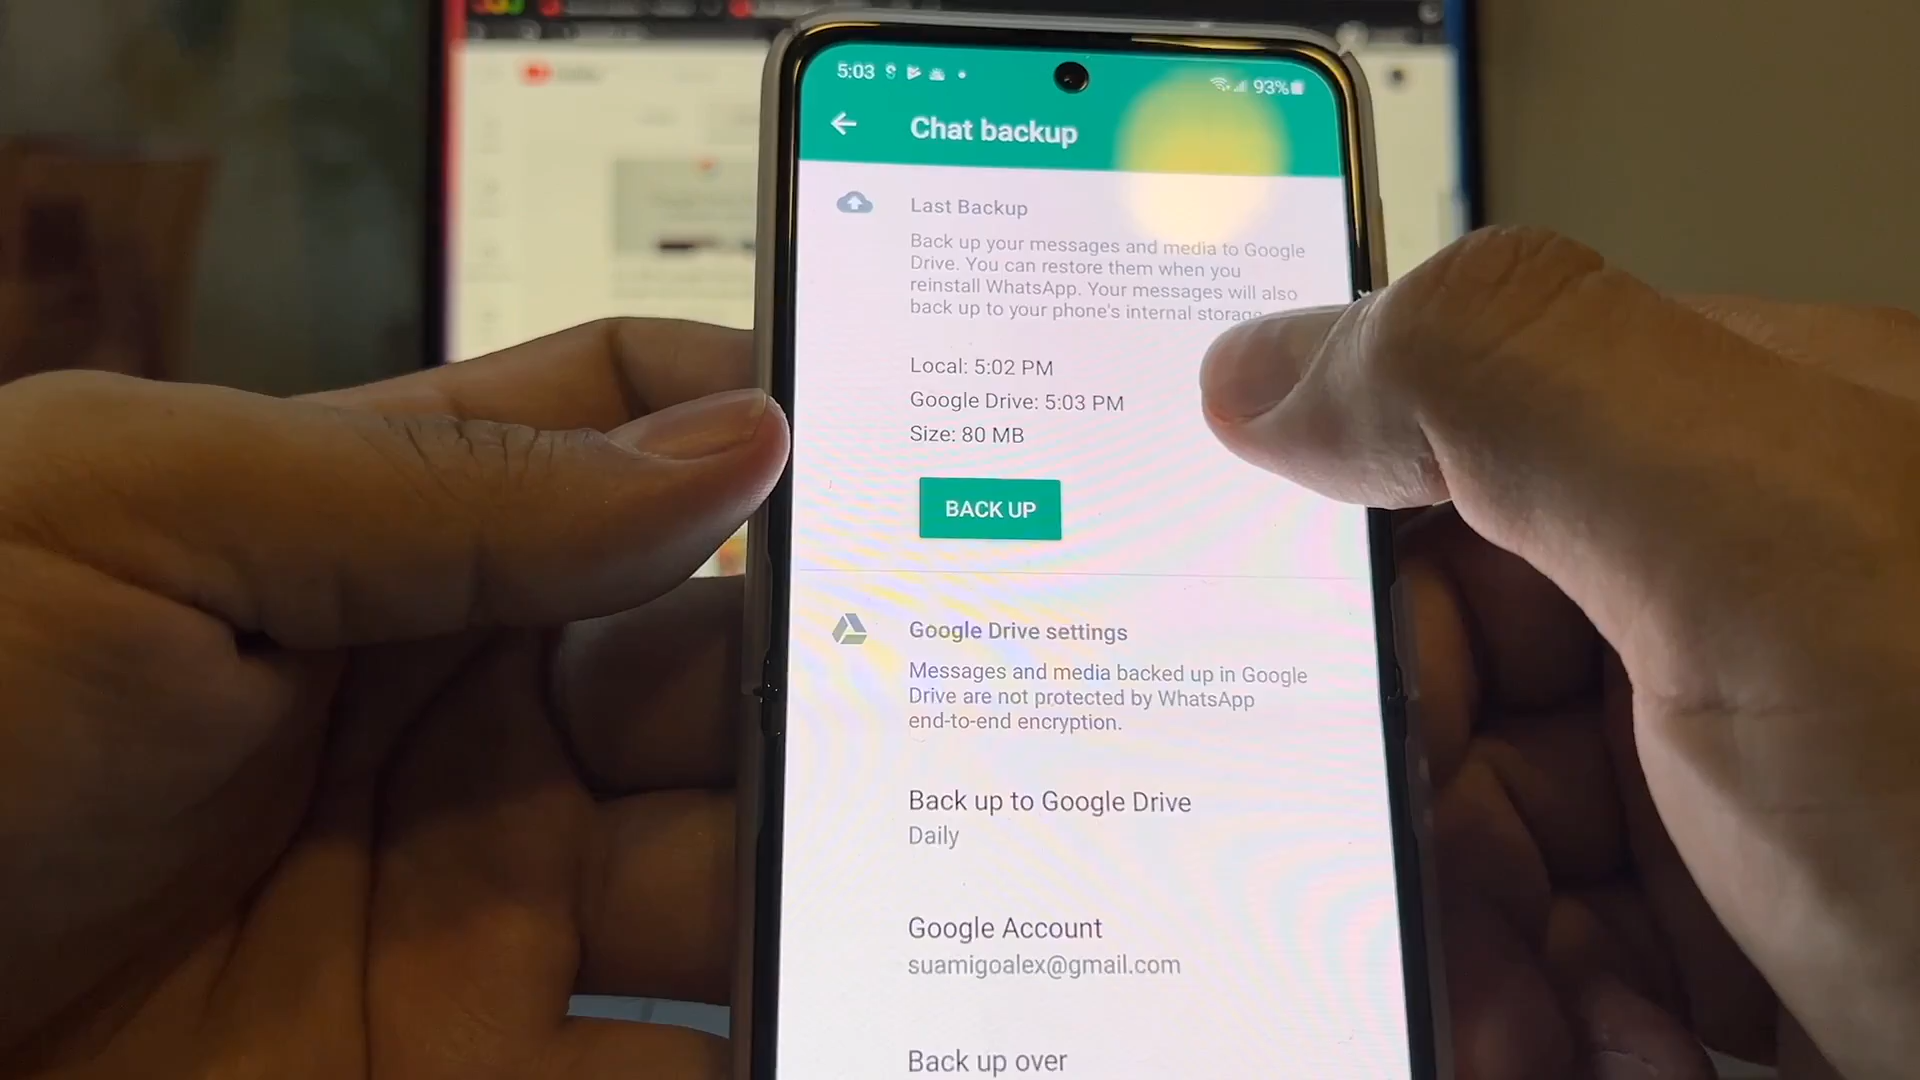 5:03
93%
Chat backup
Last Backup
Back up your messages and media to Google
Drive. You can restore them when you
reinstall WhatsApp. Your messages will also
back up to your phone's internal storage
Local: 5:02 PM
Google Drive: 5:03 PM
Size: 80 MB
BACK UP
Google Drive settings
Messages and media backed up in Google
Drive are not protected by WhatsApp
end-to-end encryption.
Back up to Google Drive
Daily
Google Account
suamigoalex@gmail.com
Back up over